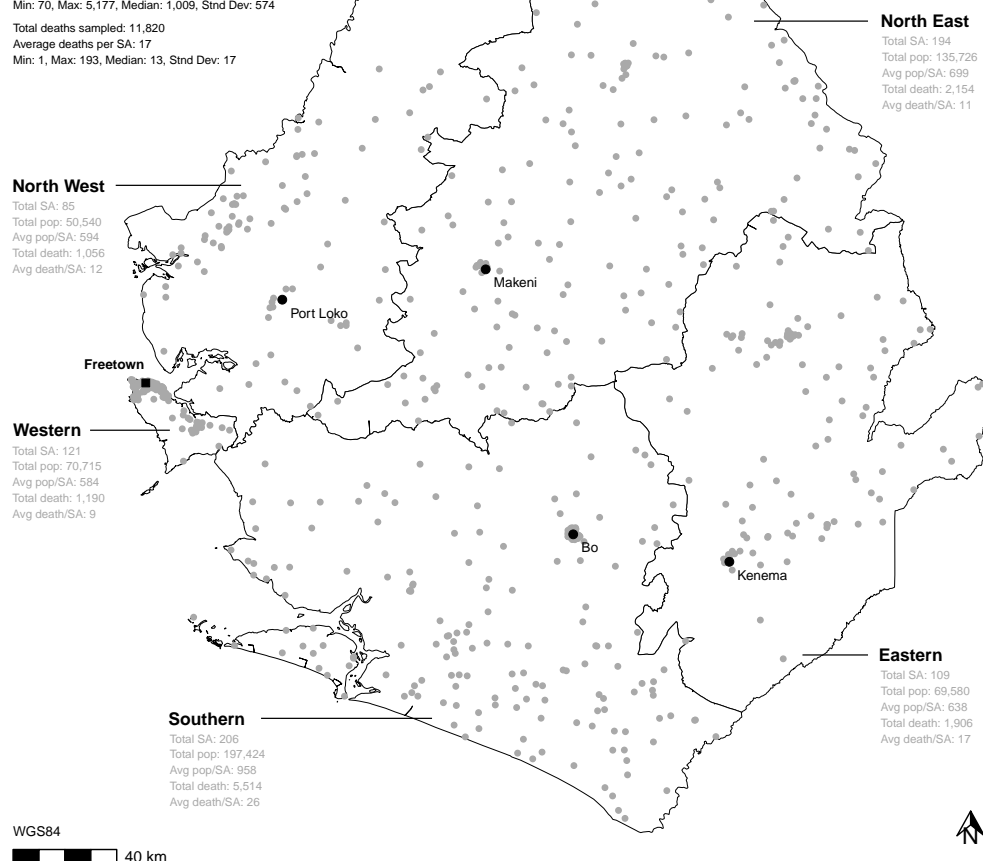 Min: 70, Max: 5,177, Median: 1,009, Stnd Dev: 574
Total deaths sampled: 11,820
Average deaths per SA: 17
Min: 1, Max: 193, Median: 13, Stnd Dev: 17
North East
Total SA: 194
Total pop: 135,726
Avg pop/SA: 699
Total death: 2,154
Avg death/SA: 11
North West
Total SA: 85
Total pop: 50,540
Avg pop/SA: 594
Total death: 1,056
Avg death/SA: 12
Makeni
Port Loko
Freetown
Western
Total SA: 121
Total pop: 70,715
Avg pop/SA: 584
Total death: 1,190
Avg death/SA: 9
Bo
Kenema
Eastern
Total SA: 109
Total pop: 69,580
Avg pop/SA: 638
Total death: 1,906
Avg death/SA: 17
Southern
Total SA: 206
Total pop: 197,424
Avg pop/SA: 958
Total death: 5,514
Avg death/SA: 26
WGS84
40 km
N